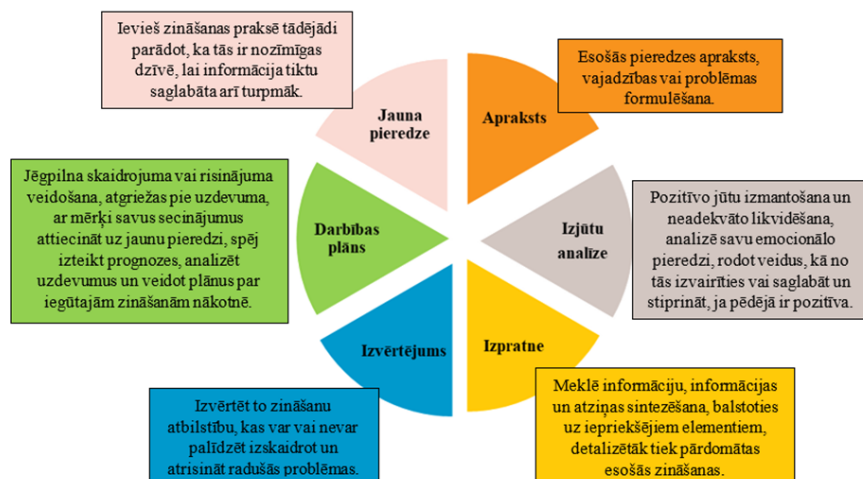 Ievieš zināšanas praksē tādējādi
parādot, ka tās ir nozīmīgas
dzīvē, lai informācija tiktu
saglabāta arī turpmāk.
Jauna
pieredze
Apraksts
Esošās pieredzes apraksts,
vajadzības vai problēmas
formulēšana.
Jēgpilna skaidrojuma vai risinājuma
veidošana, atgriežas pie uzdevuma,
ar mērķi savus secinājumus
attiecināt uz jaunu pieredzi, spēj
izteikt prognozes, analizēt
uzdevumus un veidot plānus par
iegūtajām zināšanām nākotnē.
Darbības
plāns
Izjūtu
analīze
Pozitīvo jūtu izmantošana un
neadekvāto likvidēšana,
analizē savu emocionālo
pieredzi, rodot veidus, kā no
tās izvairīties vai saglabāt un
stiprināt, ja pēdējā ir pozitīva.
Izvērtējums
Izpratne
Izvērtēt to zināšanu
atbilstību, kas var vai nevar
palīdzēt izskaidrot un
atrisināt radušās problēmas.
Meklē informāciju, informācijas
un atziņas sintezēšana, balstoties
uz iepriekšējiem elementiem,
detalizētāk tiek pārdomātas
esošās zināšanas.